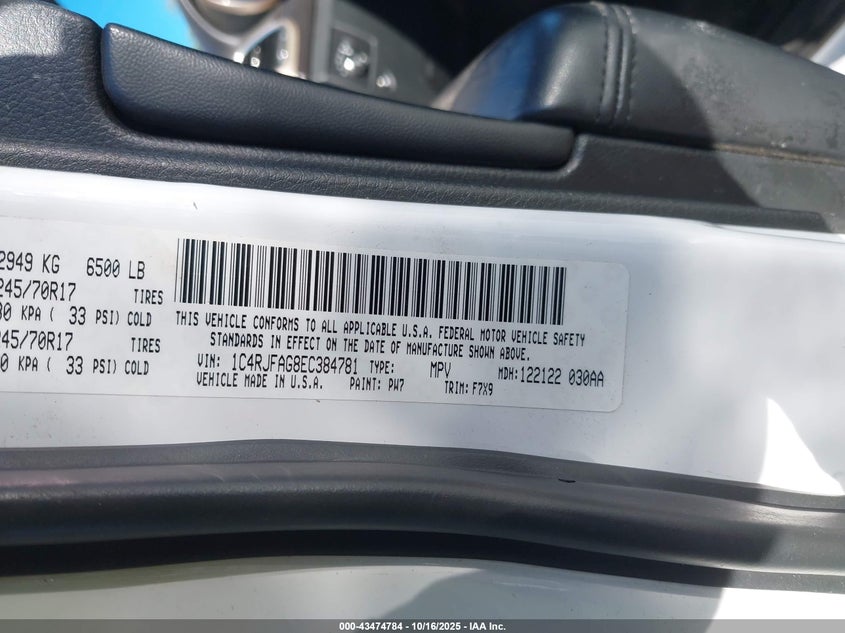 2949 KG 6500 LB
245/70R17 TIRES
30 KPA ( 33 PSI) COLD
245/70R17 TIRES
0 KPA ( 33 PSI) COLD
THIS VEHICLE CONFORMS TO ALL APPLICABLE U.S.A. FEDERAL MOTOR VEHICLE SAFETY
STANDARDS IN EFFECT ON THE DATE OF MANUFACTURE SHOWN ABOVE.
VIN: 1C4RJFAG8EC384781 TYPE: MPV MDH: 122122 030AA
VEHICLE MADE IN U.S.A. PAINT: PW7 TRIM: F7X9
000-43474784 - 10/16/2025 - IAA Inc.